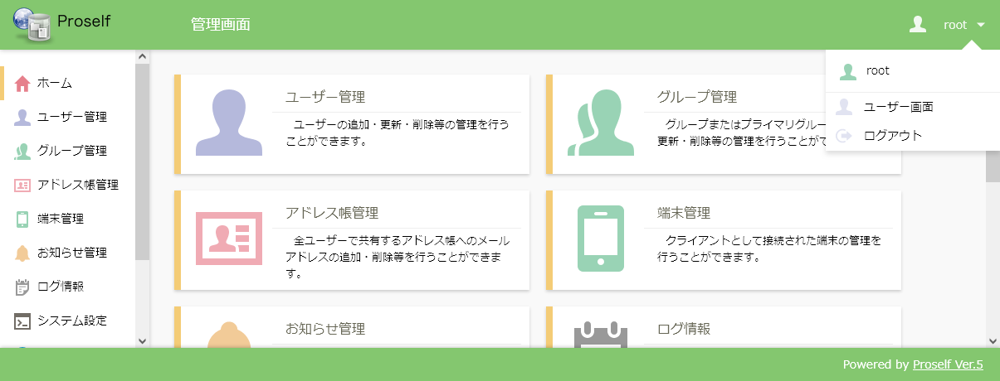 Proself
管理画面
root
root
ユーザー画面
ログアウト
ホーム
ユーザー管理
グループ管理
アドレス帳管理
端末管理
お知らせ管理
ログ情報
システム設定
ユーザー管理
ユーザーの追加・更新・削除等の管理を行う
ことができます。
グループ管理
グループまたはプライマリグルー
更新・削除等の管理を行うことが
アドレス帳管理
全ユーザーで共有するアドレス帳へのメール
アドレスの追加・削除等を行うことができま
す。
端末管理
クライアントとして接続された端末の管理を
行うことができます。
お知らせ管理
ログ情報
Powered by Proself Ver.5